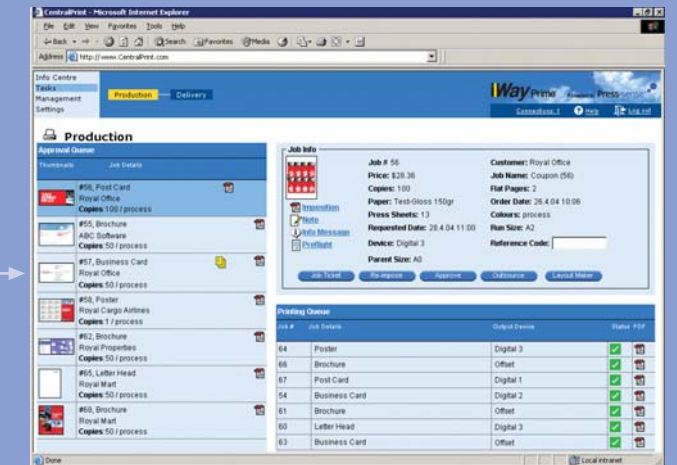 CentralPrint - Microsoft Internet Explorer
File Edit View Favorites Tools Help
Back Search Favorites Media
Address http://www.CentralPrint.com
Info Centre
Tasks
Management
Settings
Production Delivery
iWay Prime Powered by Press-sense
Connections: 1 Help Log out
Production
Approval Queue
Thumbnails Job Details
#56, Post Card
Royal Office
Copies 100 / process
#55, Brochure
ABC Software
Copies 50 / process
#57, Business Card
Royal Office
Copies 50 / process
#58, Poster
Royal Cargo Airlines
Copies 1 / process
#62, Brochure
Royal Properties
Copies 50 / process
#65, Letter Head
Royal Mart
Copies 50 / process
#68, Brochure
Royal Mart
Copies 50 / process
Job Info
Imposition
Note
Info Message
Preflight
Job # 56
Price: $28.36
Copies: 100
Paper: Text-Gloss 150gr
Press Sheets: 13
Requested Date: 28.4.04 11:00
Device: Digital 3
Parent Size: A0
Customer: Royal Office
Job Name: Coupon (56)
Flat Pages: 2
Order Date: 26.4.04 10:06
Colours: process
Run Size: A2
Reference Code:
Job Ticket Re-impose Approve Outsource Layout Maker
Printing Queue
Job # Job Details Output Device Status PDF
64 Poster Digital 3
66 Brochure Offset
67 Post Card Digital 1
54 Business Card Digital 2
61 Brochure Offset
60 Letter Head Digital 3
63 Business Card Offset
Done Local intranet